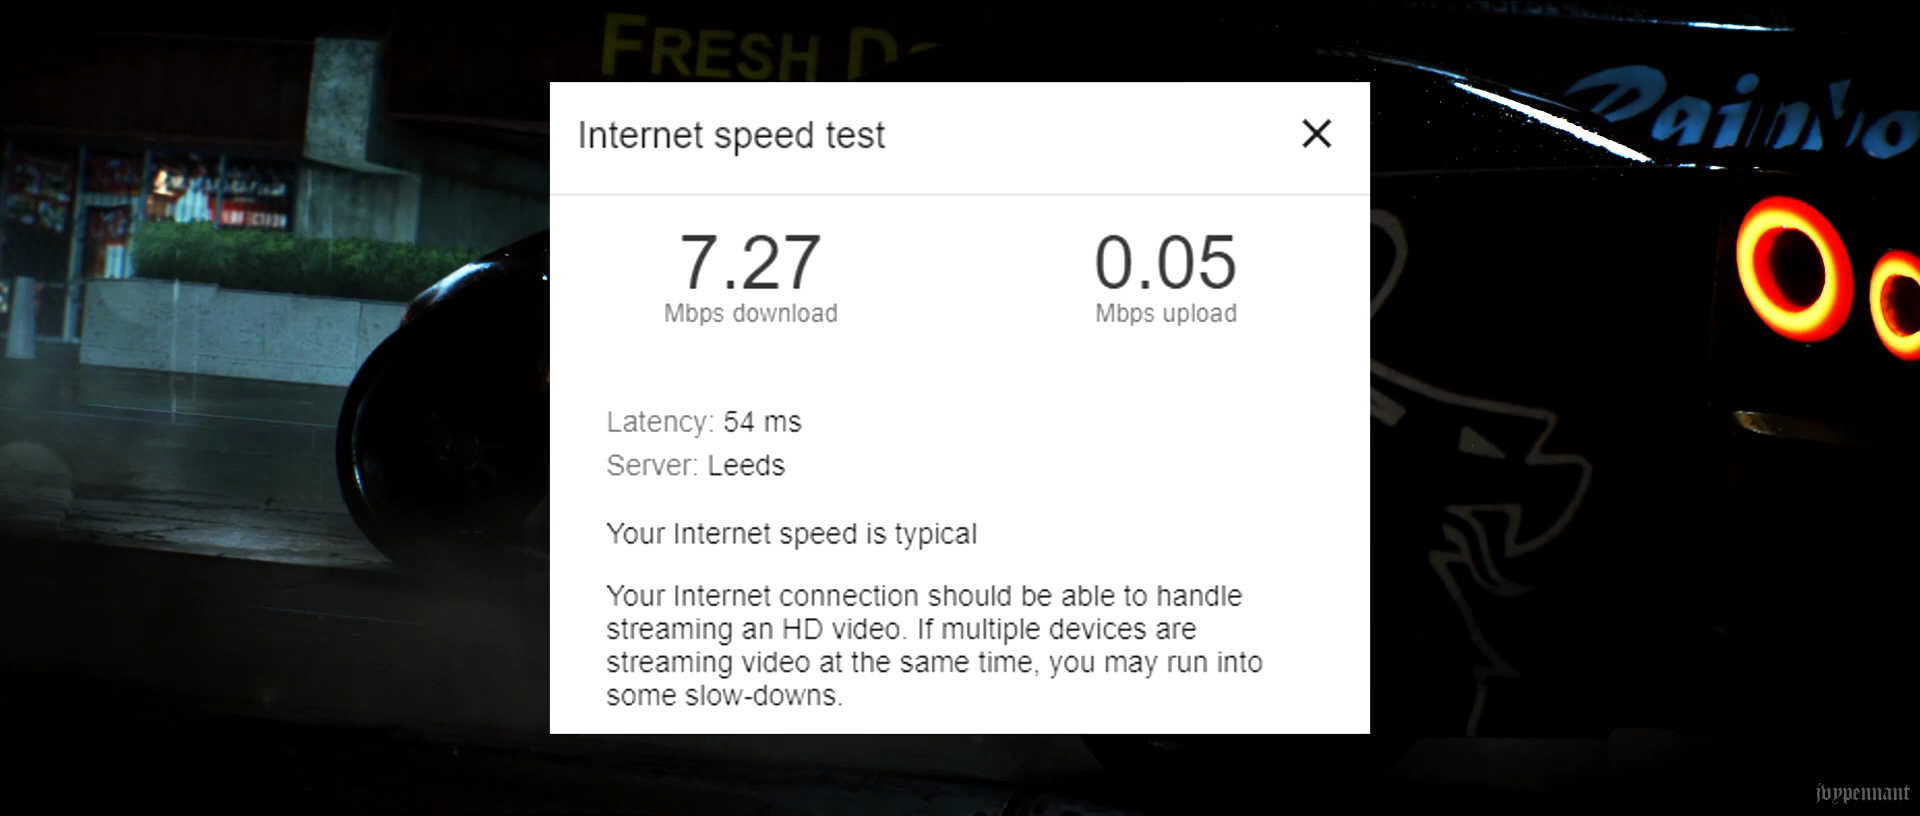 FRESH
Internet speed test
7.27
Mbps download
0.05
Mbps upload
Latency: 54 ms
Server: Leeds
Your Internet speed is typical
Your Internet connection should be able to handle
streaming an HD video. If multiple devices are
streaming video at the same time, you may run into
some slow-downs.
jvypennant